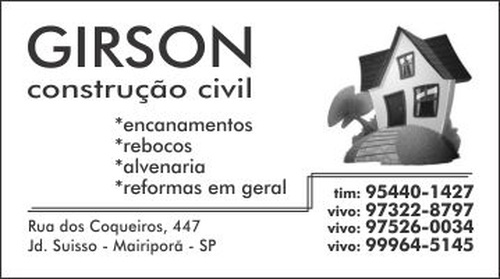 GIRSON
construção civil
*encanamentos
*rebocos
*alvenaria
*reformas em geral
Rua dos Coqueiros, 447
Jd. Suisso - Mairiporã - SP
tim: 95440-1427
vivo: 97322-8797
vivo: 97526-0034
vivo: 99964-5145